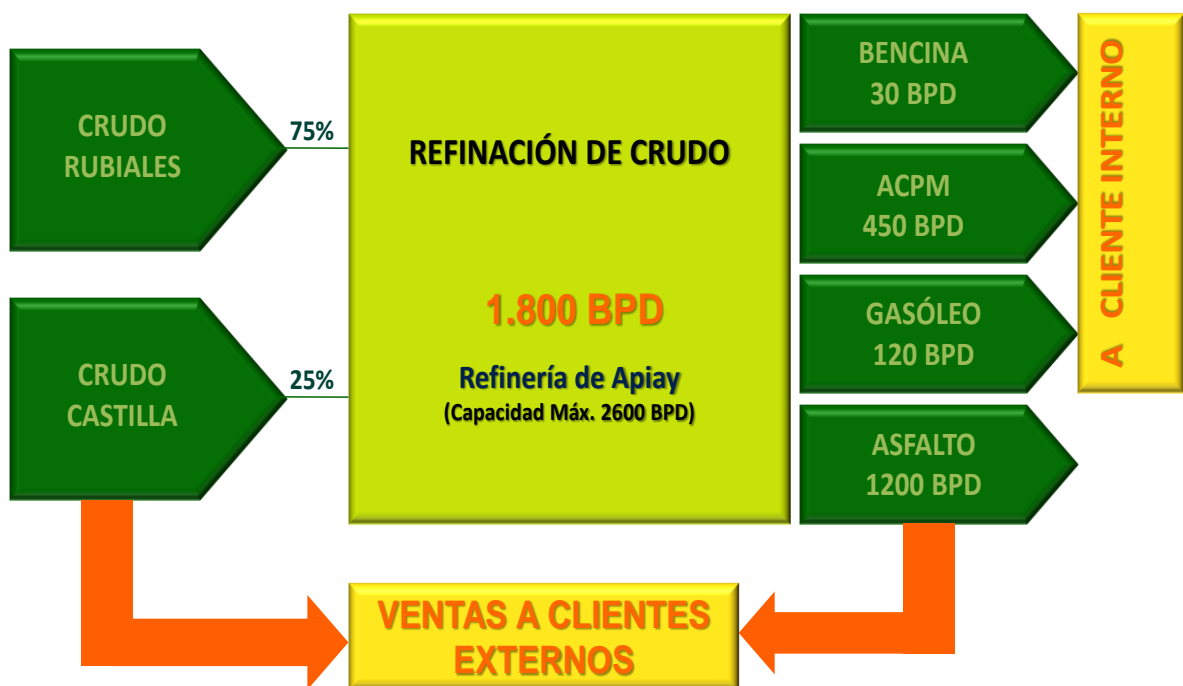 CRUDO
RUBIALES
75%
CRUDO
CASTILLA
25%
REFINACIÓN DE CRUDO
1.800 BPD
Refinería de Apiay
(Capacidad Máx. 2600 BPD)
BENCINA
30 BPD
ACPM
450 BPD
GASÓLEO
120 BPD
ASFALTO
1200 BPD
A CLIENTE INTERNO
VENTAS A CLIENTES
EXTERNOS